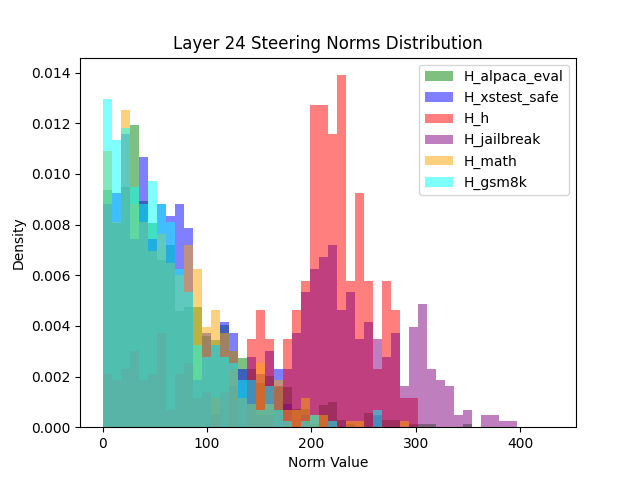 Layer 24 Steering Norms Distribution
H_alpaca_eval
H_xstest_safe
H_h
H_jailbreak
H_math
H_gsm8k
Density
0.014
0.012
0.010
0.008
0.006
0.004
0.002
0.000
0
100
200
300
400
Norm Value